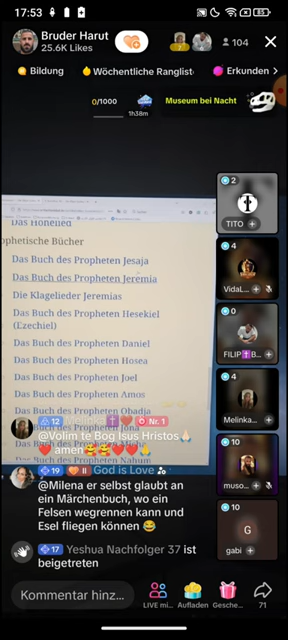 17:53
85
Bruder Harut
25.6K Likes
104
Bildung
Wöchentliche Ranglist
Erkunden
0/1000
1h38m
Museum bei Nacht
Das Hohelied
ophetische Bücher
Das Buch des Propheten Jesaja
Das Buch des Propheten Jeremia
Die Klagelieder Jeremias
Das Buch des Propheten Hesekiel
(Ezechiel)
Das Buch des Propheten Daniel
Das Buch des Propheten Hosea
Das Buch des Propheten Joel
Das Buch des Propheten Amos
Das Buch des Propheten Obadja
2
TITO
4
VidaL...
0
FILIP✝️B...
4
Melinka...
10
muso...
10
G
gabi
12
Nr. 1
@Volim te Bog Isus Hristos🙏🏻
❤️ amen🥰🥰❤️❤️🙏
19
II
God is Love
@Milena er selbst glaubt an
ein Märchenbuch, wo ein
Felsen wegrennen kann und
Esel fliegen können 😂
17 Yeshua Nachfolger 37 ist
beigetreten
Kommentar hinz...
LIVE mi...
Aufladen
Gesche...
71